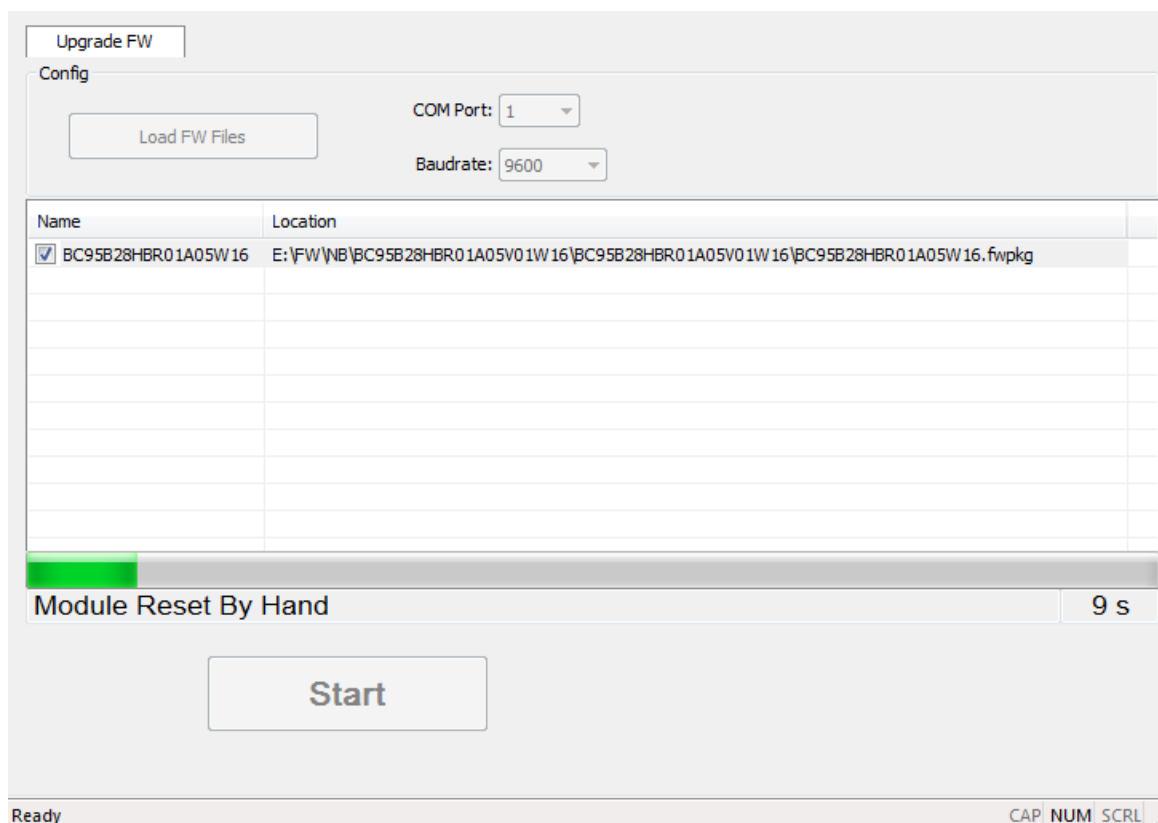 Upgrade FW
Config
Load FW Files
COM Port: 1
Baudrate: 9600
Name Location
BC95B28HBR01A05W16 E:\FW\NB\BC95B28HBR01A05V01W16\BC95B28HBR01A05V01W16\BC95B28HBR01A05W16.fwpkg
Module Reset By Hand 9 s
Start
Ready CAP NUM SCRL